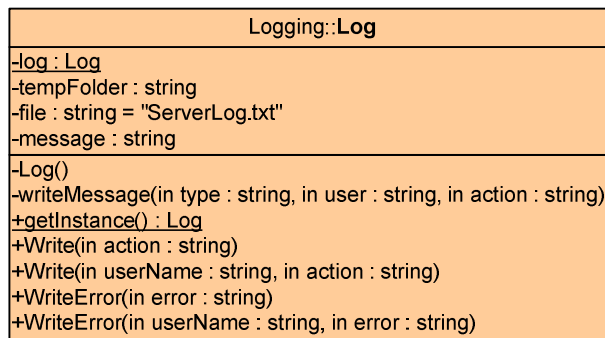 Logging::Log
-log : Log
-tempFolder : string
-file : string = "ServerLog.txt"
-message : string
-Log()
-writeMessage(in type : string, in user : string, in action : string)
+getInstance() : Log
+Write(in action : string)
+Write(in userName : string, in action : string)
+WriteError(in error : string)
+WriteError(in userName : string, in error : string)